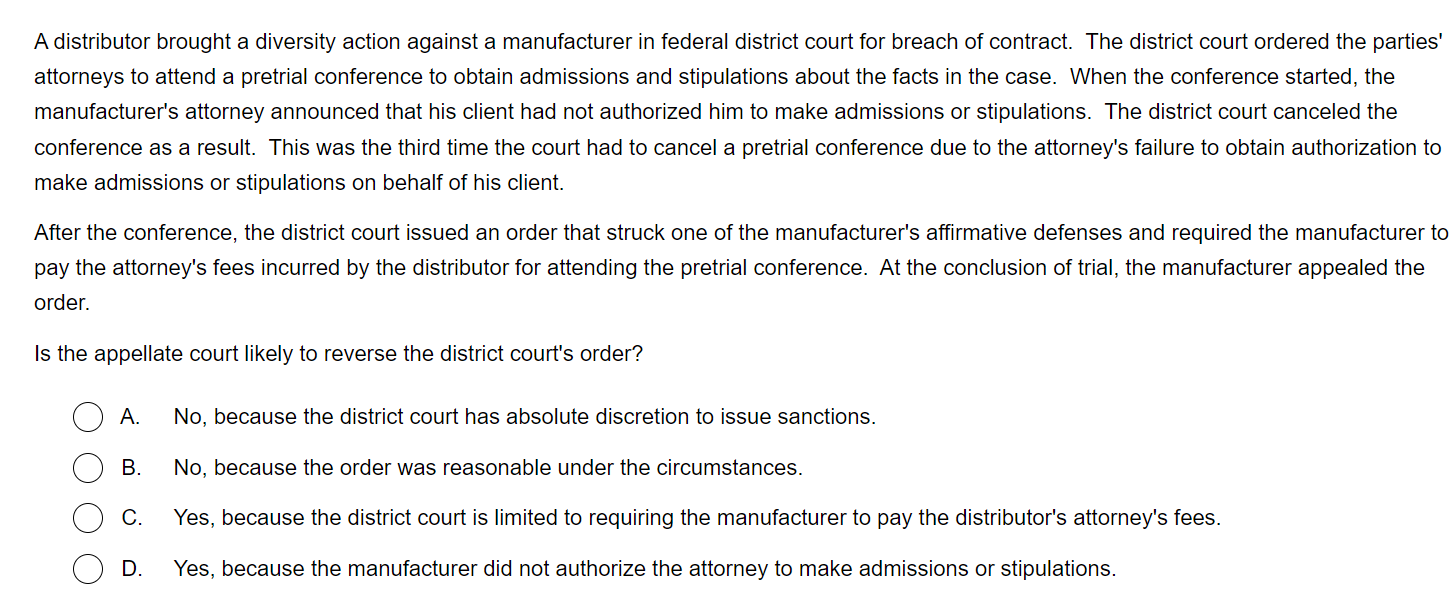 A distributor brought a diversity action against a manufacturer in federal district court for breach of contract.  The district court ordered the parties'
attorneys to attend a pretrial conference to obtain admissions and stipulations about the facts in the case.  When the conference started, the
manufacturer's attorney announced that his client had not authorized him to make admissions or stipulations.  The district court canceled the
conference as a result.  This was the third time the court had to cancel a pretrial conference due to the attorney's failure to obtain authorization to
make admissions or stipulations on behalf of his client.
After the conference, the district court issued an order that struck one of the manufacturer's affirmative defenses and required the manufacturer to
pay the attorney's fees incurred by the distributor for attending the pretrial conference.  At the conclusion of trial, the manufacturer appealed the
order.
Is the appellate court likely to reverse the district court's order?
A. No, because the district court has absolute discretion to issue sanctions.
B. No, because the order was reasonable under the circumstances.
C. Yes, because the district court is limited to requiring the manufacturer to pay the distributor's attorney's fees.
D. Yes, because the manufacturer did not authorize the attorney to make admissions or stipulations.